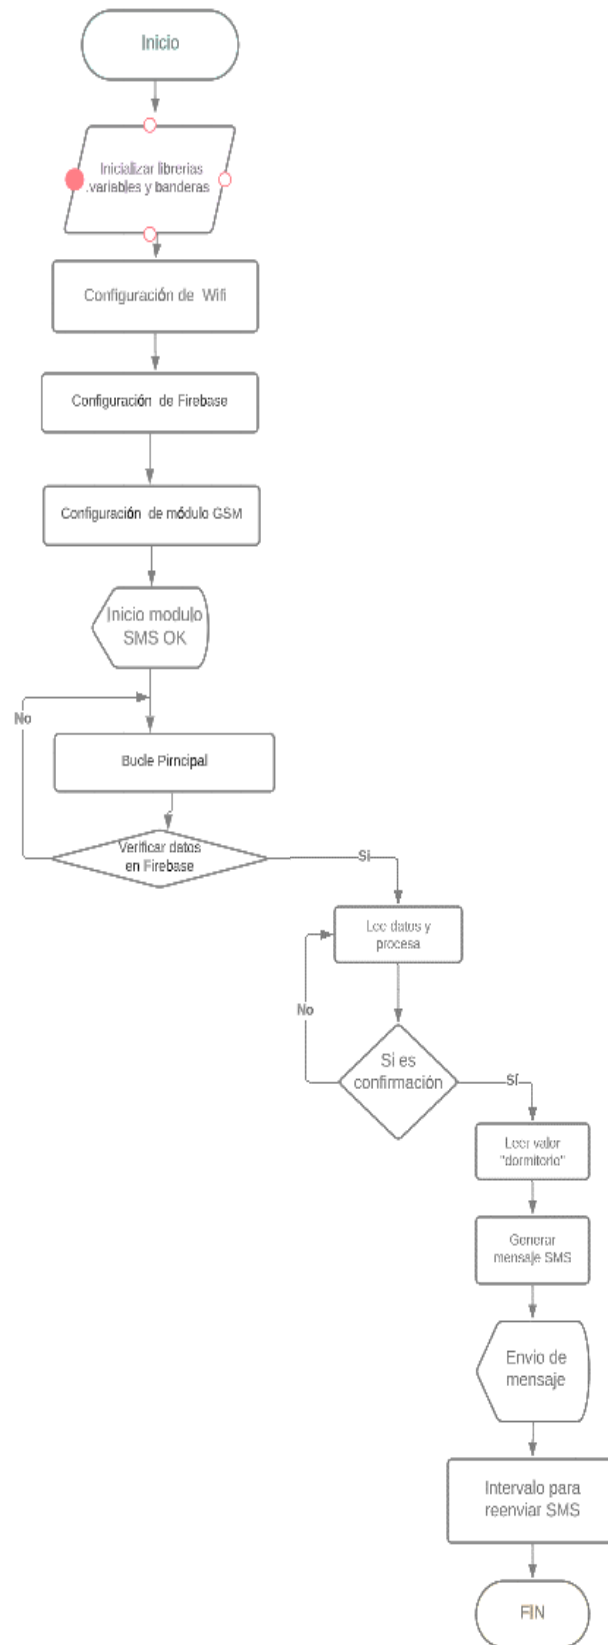 Inicio
Inicializar librerias
.variables y banderas
Configuración de Wifi
Configuración de Firebase
Configuración de módulo GSM
Inicio modulo
SMS OK
No
Bucle Pirncipal
Verificar datos
en Firebase
Si
Lee datos y
procesa
No
Si es
confirmación
Sí
Leer valor
"dormitorio"
Generar
mensaje SMS
Envio de
mensaje
Intervalo para
reenviar SMS
FIN